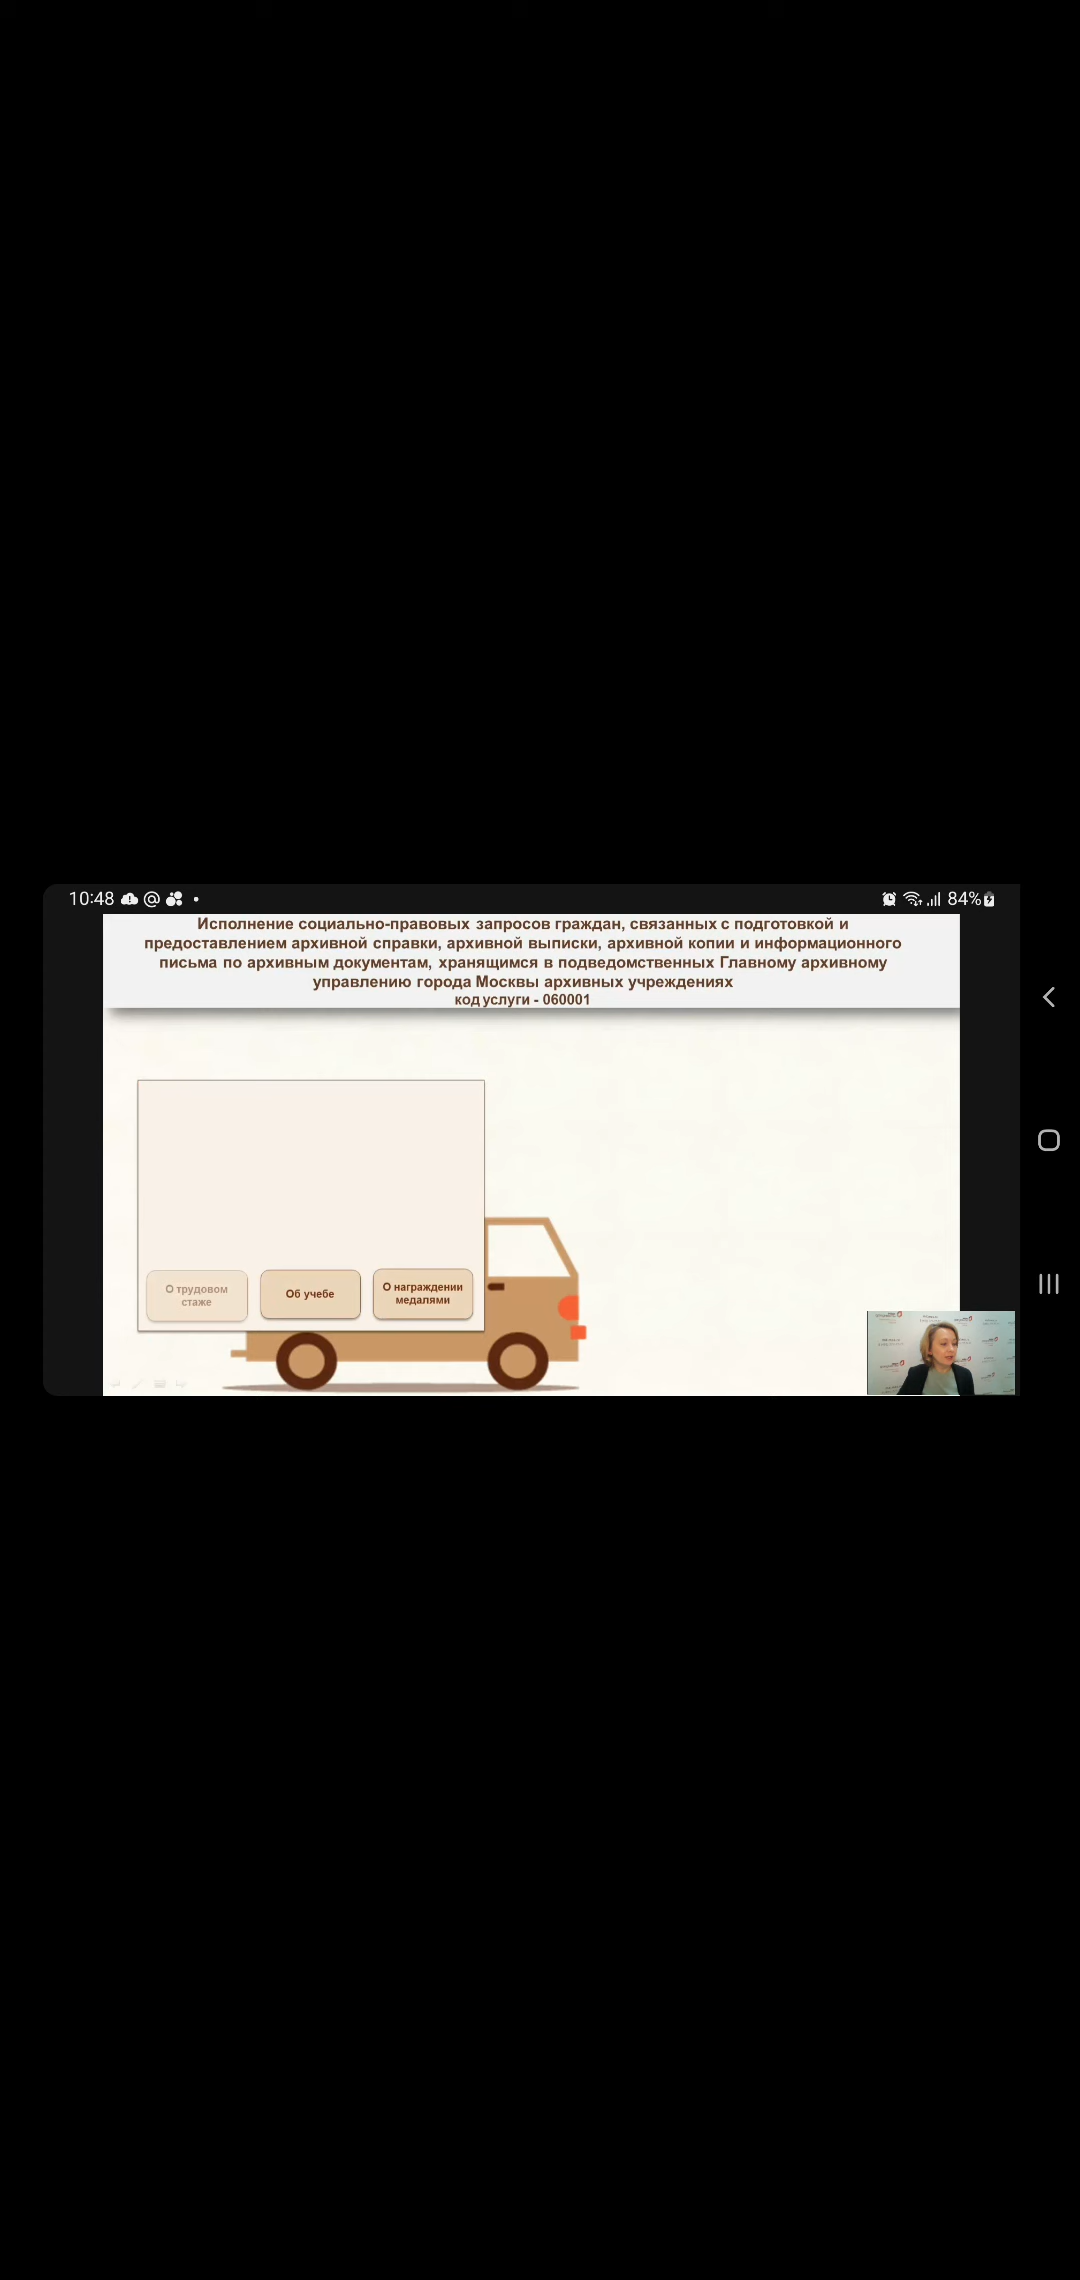 10:48
84%
Исполнение социально-правовых запросов граждан, связанных с подготовкой и
предоставлением архивной справки, архивной выписки, архивной копии и информационного
письма по архивным документам, хранящимся в подведомственных Главному архивному
управлению города Москвы архивных учреждениях
код услуги - 060001
О трудовом
стаже
Об учебе
О награждении
медалями